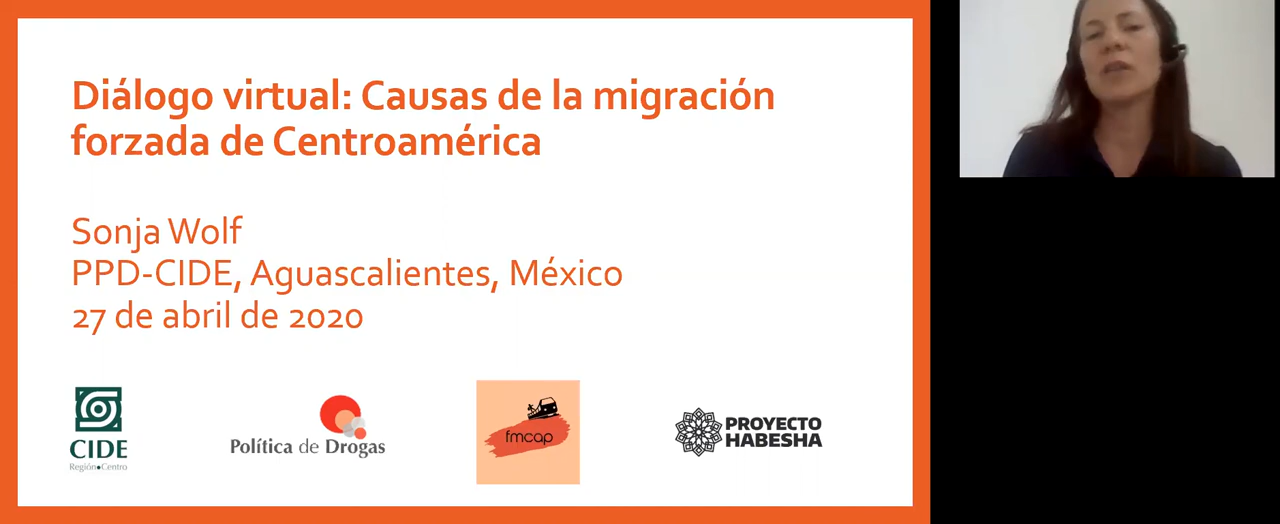 Diálogo virtual: Causas de la migración
forzada de Centroamérica
Sonja Wolf
PPD-CIDE, Aguascalientes, México
27 de abril de 2020
CIDE
Región•Centro
Política de Drogas
fmcap
PROYECTO
HABESHA